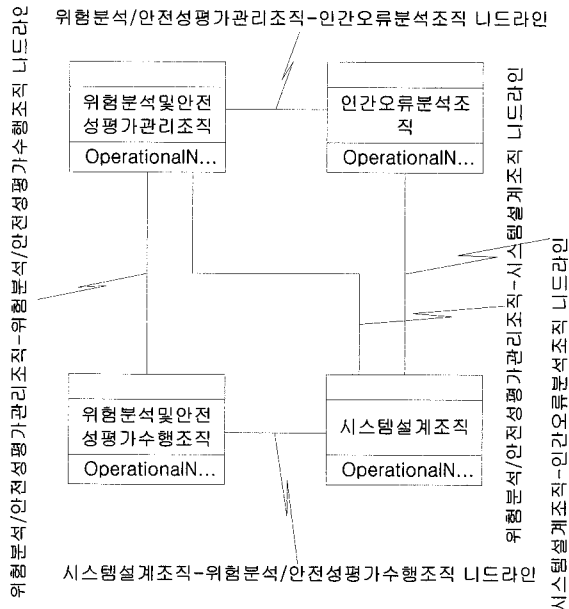 위험분석/안전성평가관리조직-인간오류분석조직 니드라인
위험분석및안전
성평가관리조직
OperationalN...
인간오류분석조
직
OperationalN...
위험분석/안전성평가관리조직-위험분석/안전성평가수행조직 니드라인
위험분석/안전성평가관리조직-시스템설계조직 니드라인
시스템설계조직-인간오류분석조직 니드라인
위험분석및안전
성평가수행조직
OperationalN...
시스템설계조직
OperationalN...
시스템설계조직-위험분석/안전성평가수행조직 니드라인